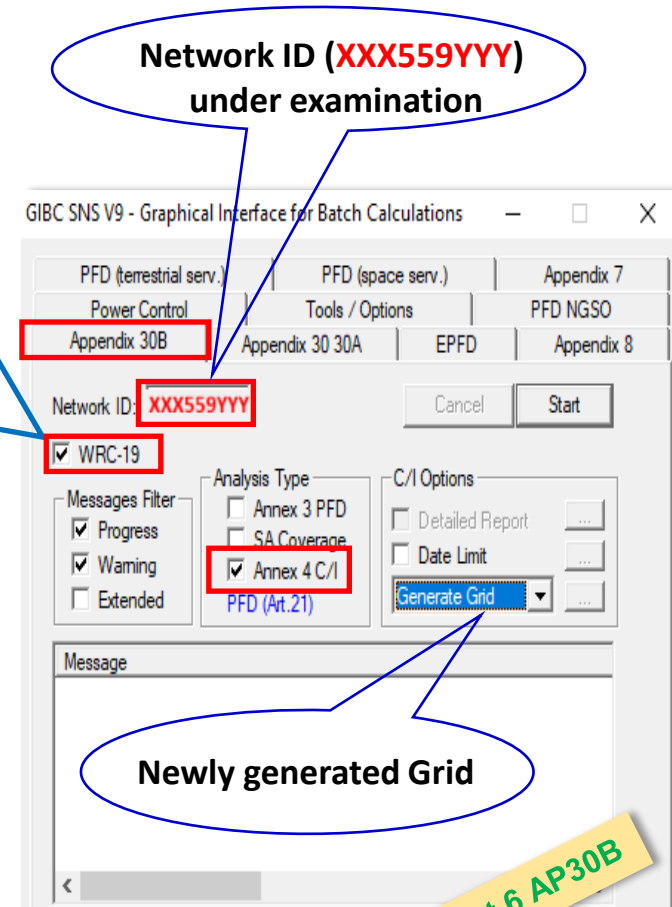 Network ID (XXX559YYY)
under examination
GIBC SNS V9 - Graphical Interface for Batch Calculations
PFD (terrestrial serv.) PFD (space serv.) Appendix 7
Power Control Tools / Options PFD NGSO
Appendix 30B Appendix 30 30A EPFD Appendix 8
Network ID: XXX559YYY Cancel Start
WRC-19
Messages Filter Analysis Type C/I Options
Progress Annex 3 PFD Detailed Report ...
Warning SA Coverage Date Limit ...
Extended Annex 4 C/I Generate Grid ...
PFD (Art.21)
Message
Newly generated Grid
6 AP30B